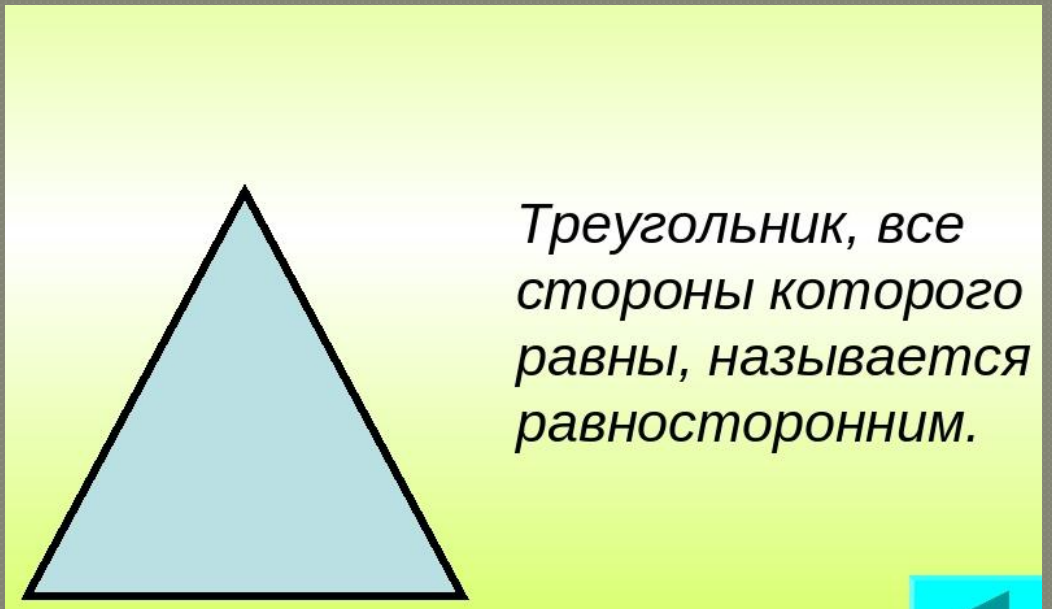 Треугольник, все
стороны которого
равны, называется
равносторонним.